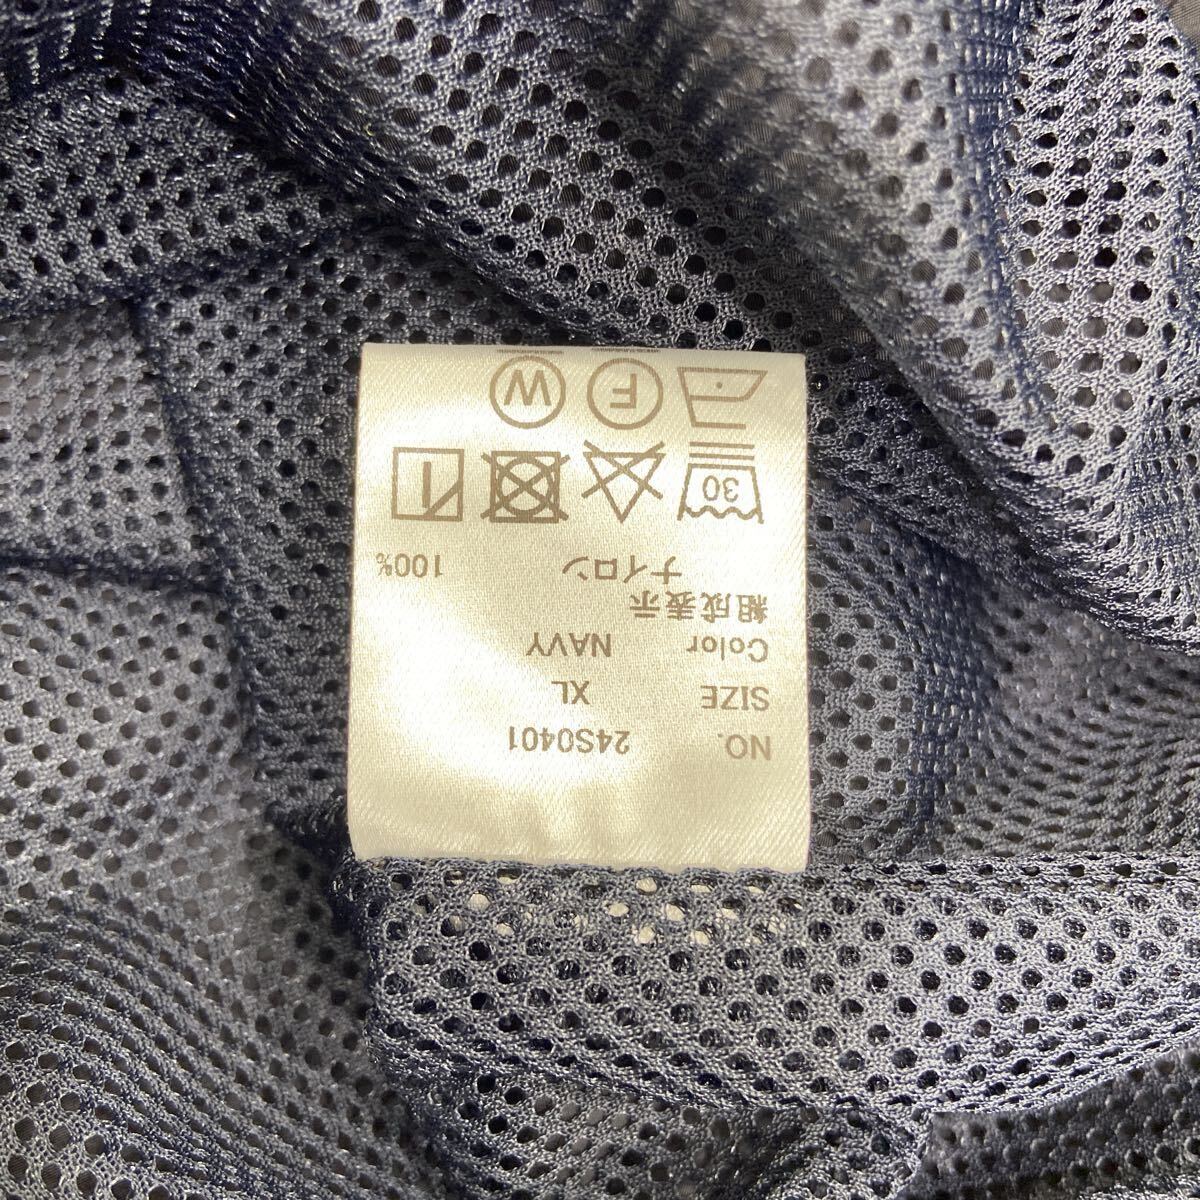 NO. 24S0401
SIZE XL
Color NAVY
組成表示
ナイロン 100%
30
F W